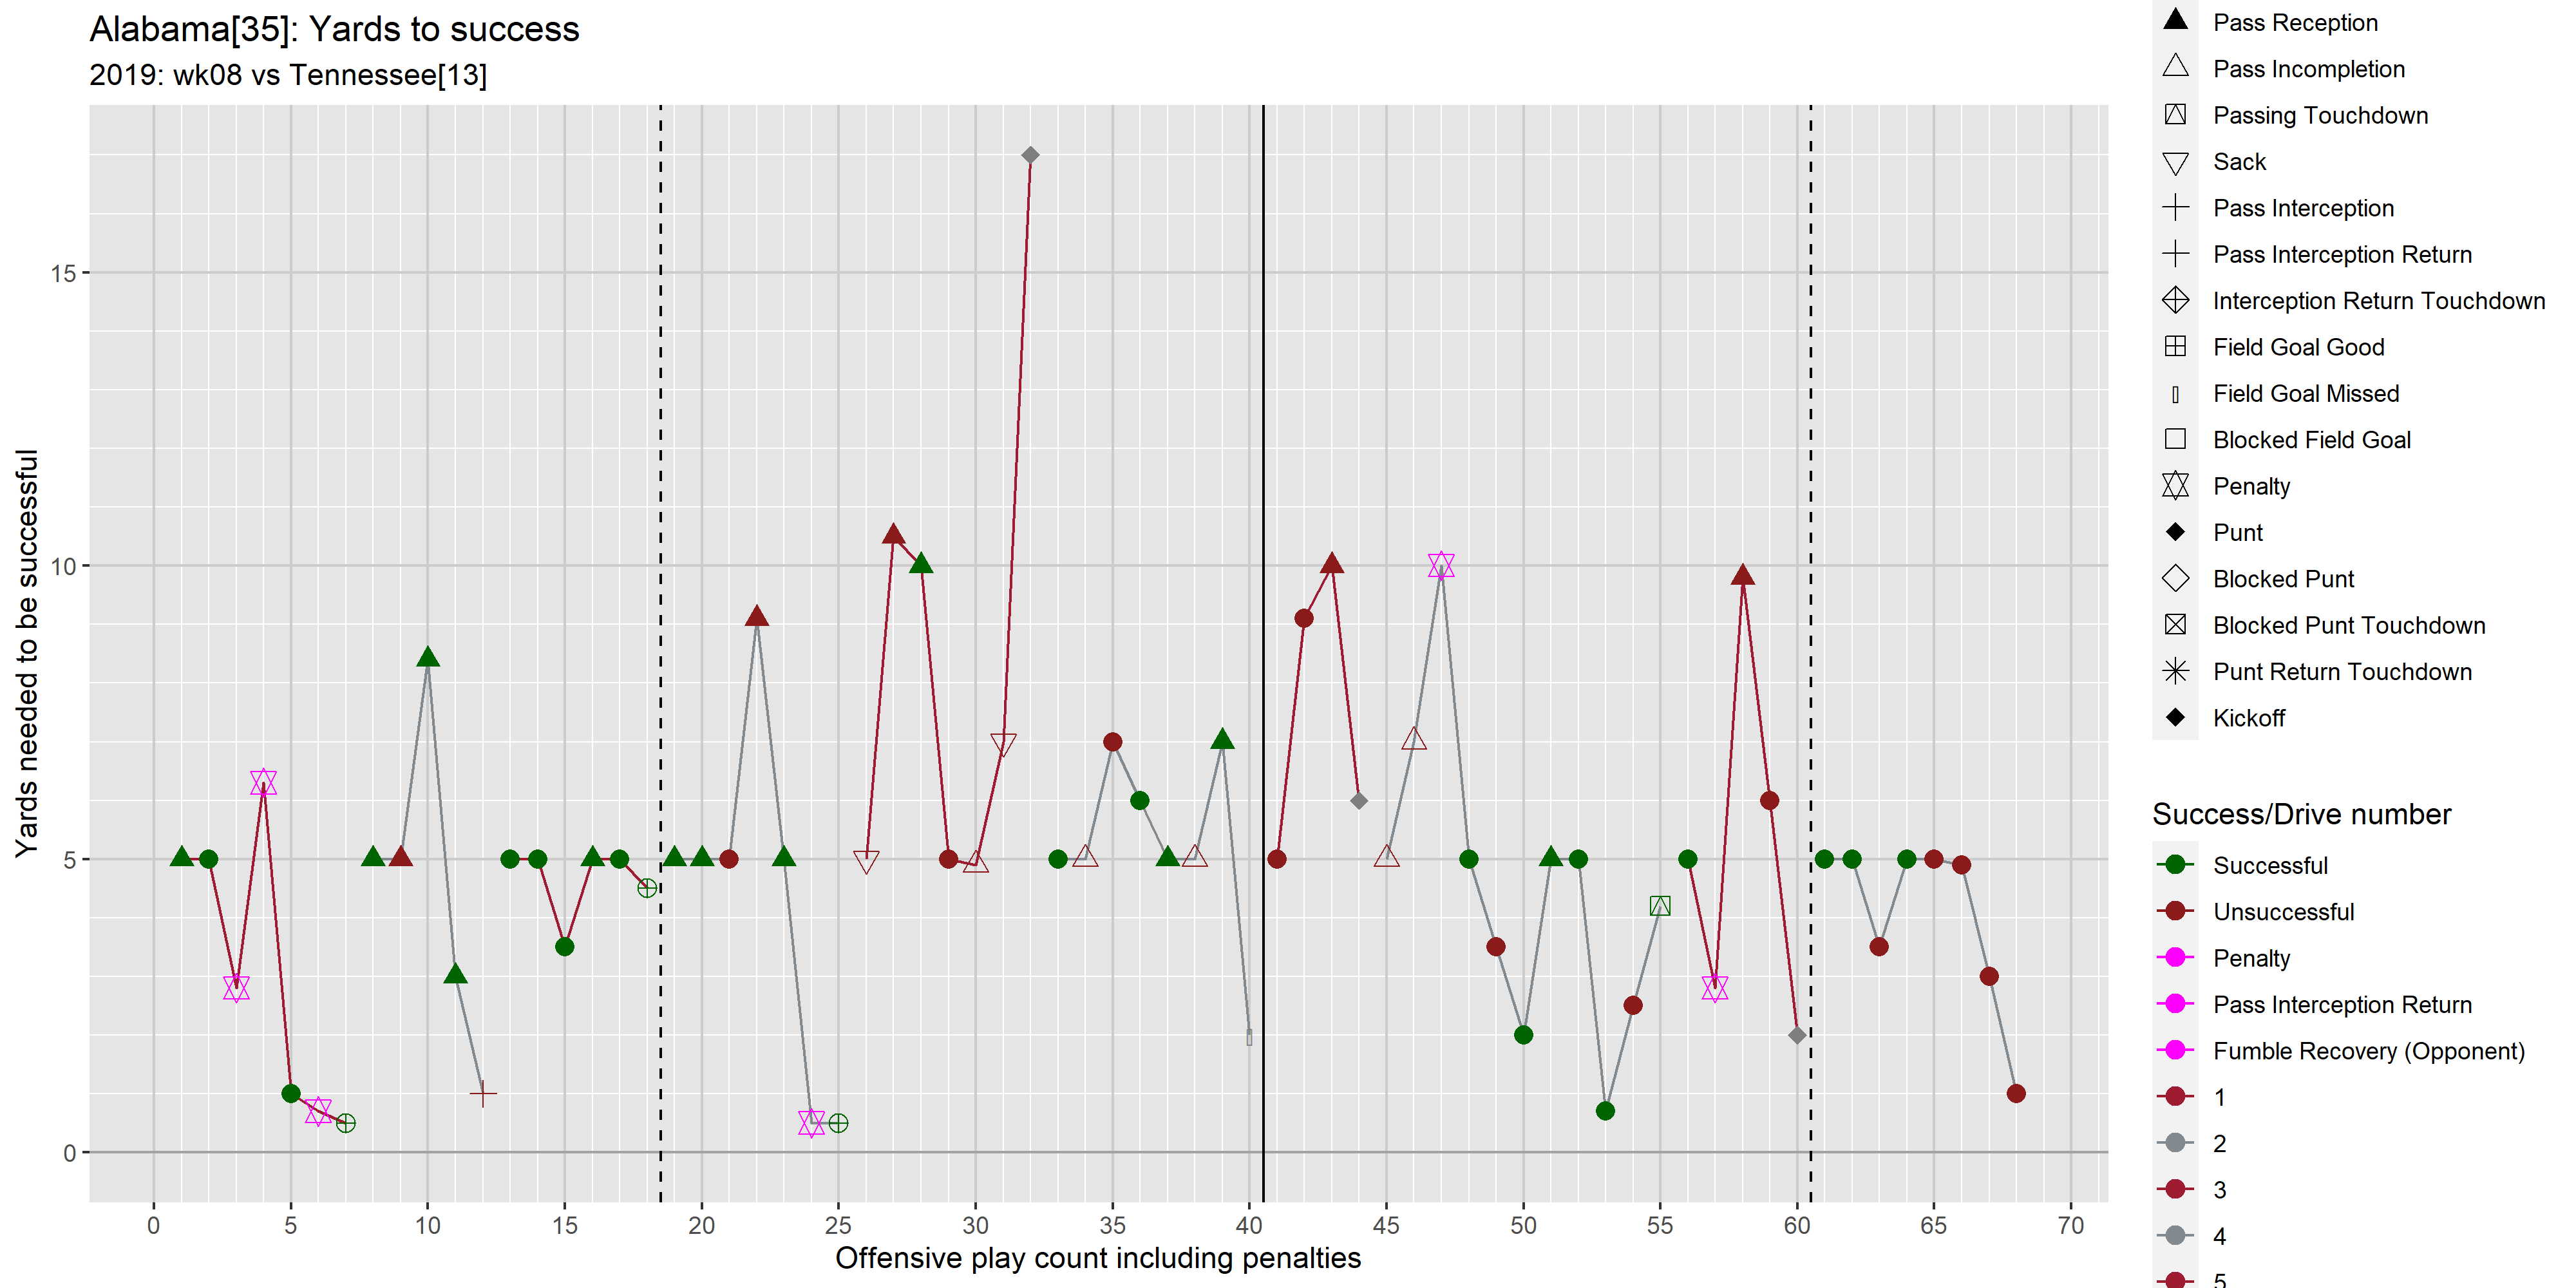 Alabama[35]: Yards to success
2019: wk08 vs Tennessee[13]
Yards needed to be successful
15
10
5
0
0 5 10 15 20 25 30 35 40 45 50 55 60 65 70
Offensive play count including penalties
Pass Reception
Pass Incompletion
Passing Touchdown
Sack
Pass Interception
Pass Interception Return
Interception Return Touchdown
Field Goal Good
Field Goal Missed
Blocked Field Goal
Penalty
Punt
Blocked Punt
Blocked Punt Touchdown
Punt Return Touchdown
Kickoff
Success/Drive number
Successful
Unsuccessful
Penalty
Pass Interception Return
Fumble Recovery (Opponent)
1
2
3
4
5